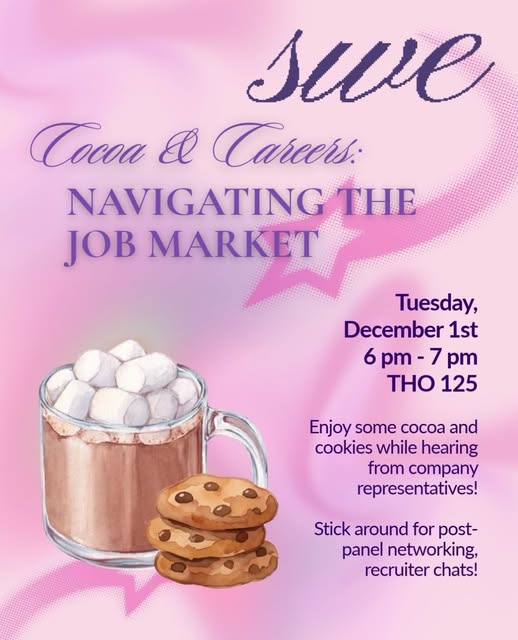 swe
Cocoa & Careers:
NAVIGATING THE
JOB MARKET
Tuesday,
December 1st
6 pm - 7 pm
THO 125
Enjoy some cocoa and
cookies while hearing
from company
representatives!
Stick around for post-
panel networking,
recruiter chats!